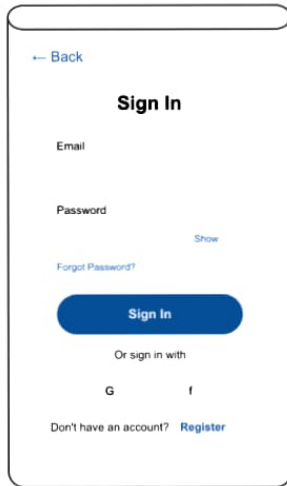 ← Back
Sign In
Email
Password
Show
Forgot Password?
Sign In
Or sign in with
G f
Don't have an account? Register